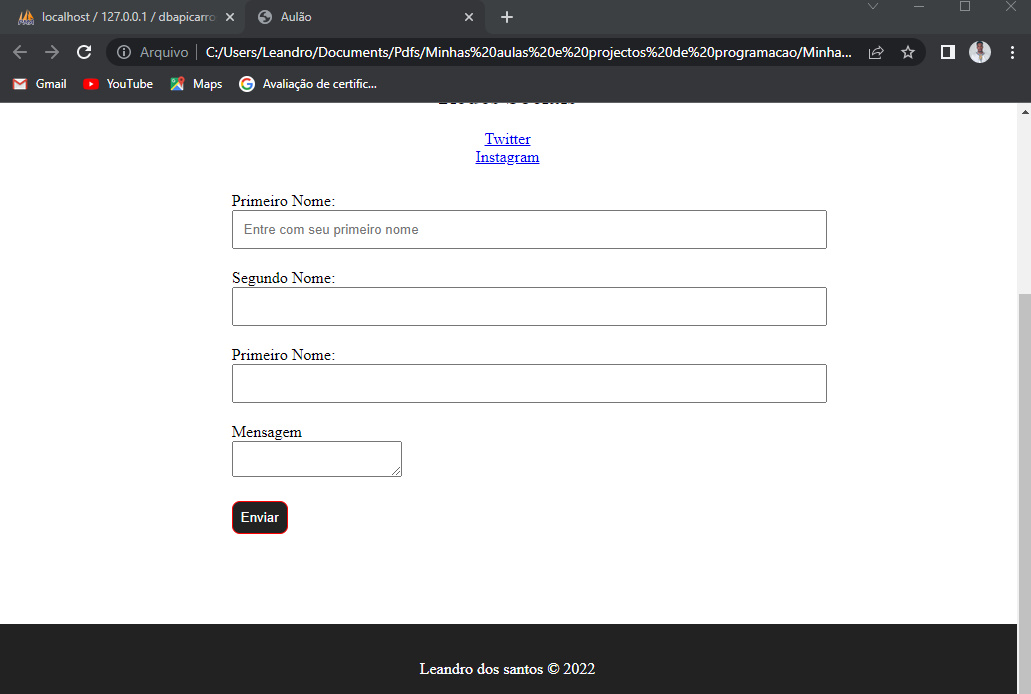 localhost / 127.0.0.1 / dbapicarro
Aulão
Arquivo
C:/Users/Leandro/Documents/Pdfs/Minhas%20aulas%20e%20projectos%20de%20programacao/Minha...
Gmail
YouTube
Maps
Avaliação de certific...
Twitter
Instagram
Primeiro Nome:
Entre com seu primeiro nome
Segundo Nome:
Primeiro Nome:
Mensagem
Enviar
Leandro dos santos © 2022